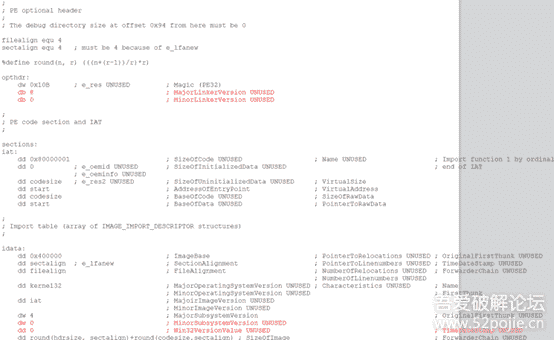 ;
; PE optional header
;
; The debug directory size at offset 0x94 from here must be 0
filealign equ 4
sectalign equ 4 ; must be 4 because of e_lfanew
%define round(n, r) (((n+(r-1))/r)*r)
opthdr:
dw 0x10B ; e_res UNUSED ; Magic (PE32)
db 8 ; MajorLinkerVersion UNUSED
db 0 ; MinorLinkerVersion UNUSED
;
; PE code section and IAT
;
sections:
iat:
dd 0x80000001 ; SizeOfCode UNUSED ; Name UNUSED ; Import function 1 by ordinal
dd 0 ; e_oemid UNUSED ; SizeOfInitializedData UNUSED ; end of IAT
; e_oeminfo UNUSED
dd codesize ; e_res2 UNUSED ; SizeOfUninitializedData UNUSED ; VirtualSize
dd start ; AddressOfEntryPoint ; VirtualAddress
dd codesize ; BaseOfCode UNUSED ; SizeOfRawData
dd start ; BaseOfData UNUSED ; PointerToRawData
;
; Import table (array of IMAGE_IMPORT_DESCRIPTOR structures)
;
idata:
dd 0x400000 ; ImageBase ; PointerToRelocations UNUSED ; OriginalFirstThunk UNUSED
dd sectalign ; e_lfanew ; SectionAlignment ; PointerToLinenumbers UNUSED ; TimeDateStamp UNUSED
dd filealign ; FileAlignment ; NumberOfRelocations UNUSED ; ForwarderChain UNUSED
; NumberOfLinenumbers UNUSED
dd kernel32 ; MajorOperatingSystemVersion UNUSED ; Characteristics UNUSED ; Name
; MinorOperatingSystemVersion UNUSED ; FirstThunk
dd iat ; MajorImageVersion UNUSED
; MinorImageVersion UNUSED
dw 4 ; MajorSubsystemVersion ; OriginalFirstThunk UNUSED
dw 0 ; MinorSubsystemVersion UNUSED
dd 0 ; Win32VersionValue UNUSED
dd round(hdrsize, sectalign)+round(codesize,sectalign) ; SizeOfImage ; ForwarderChain UNUSED
吾爱破解论坛
www.52pojie.cn